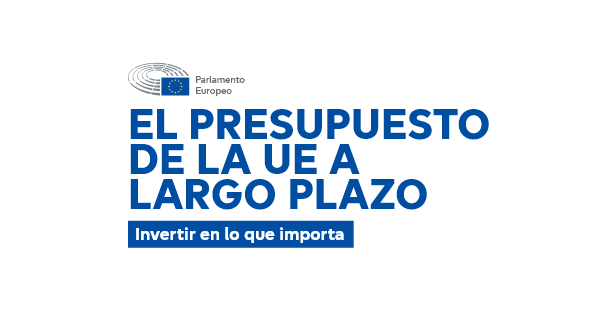 Parlamento
Europeo
EL PRESUPUESTO
DE LA UE A
LARGO PLAZO
Invertir en lo que importa